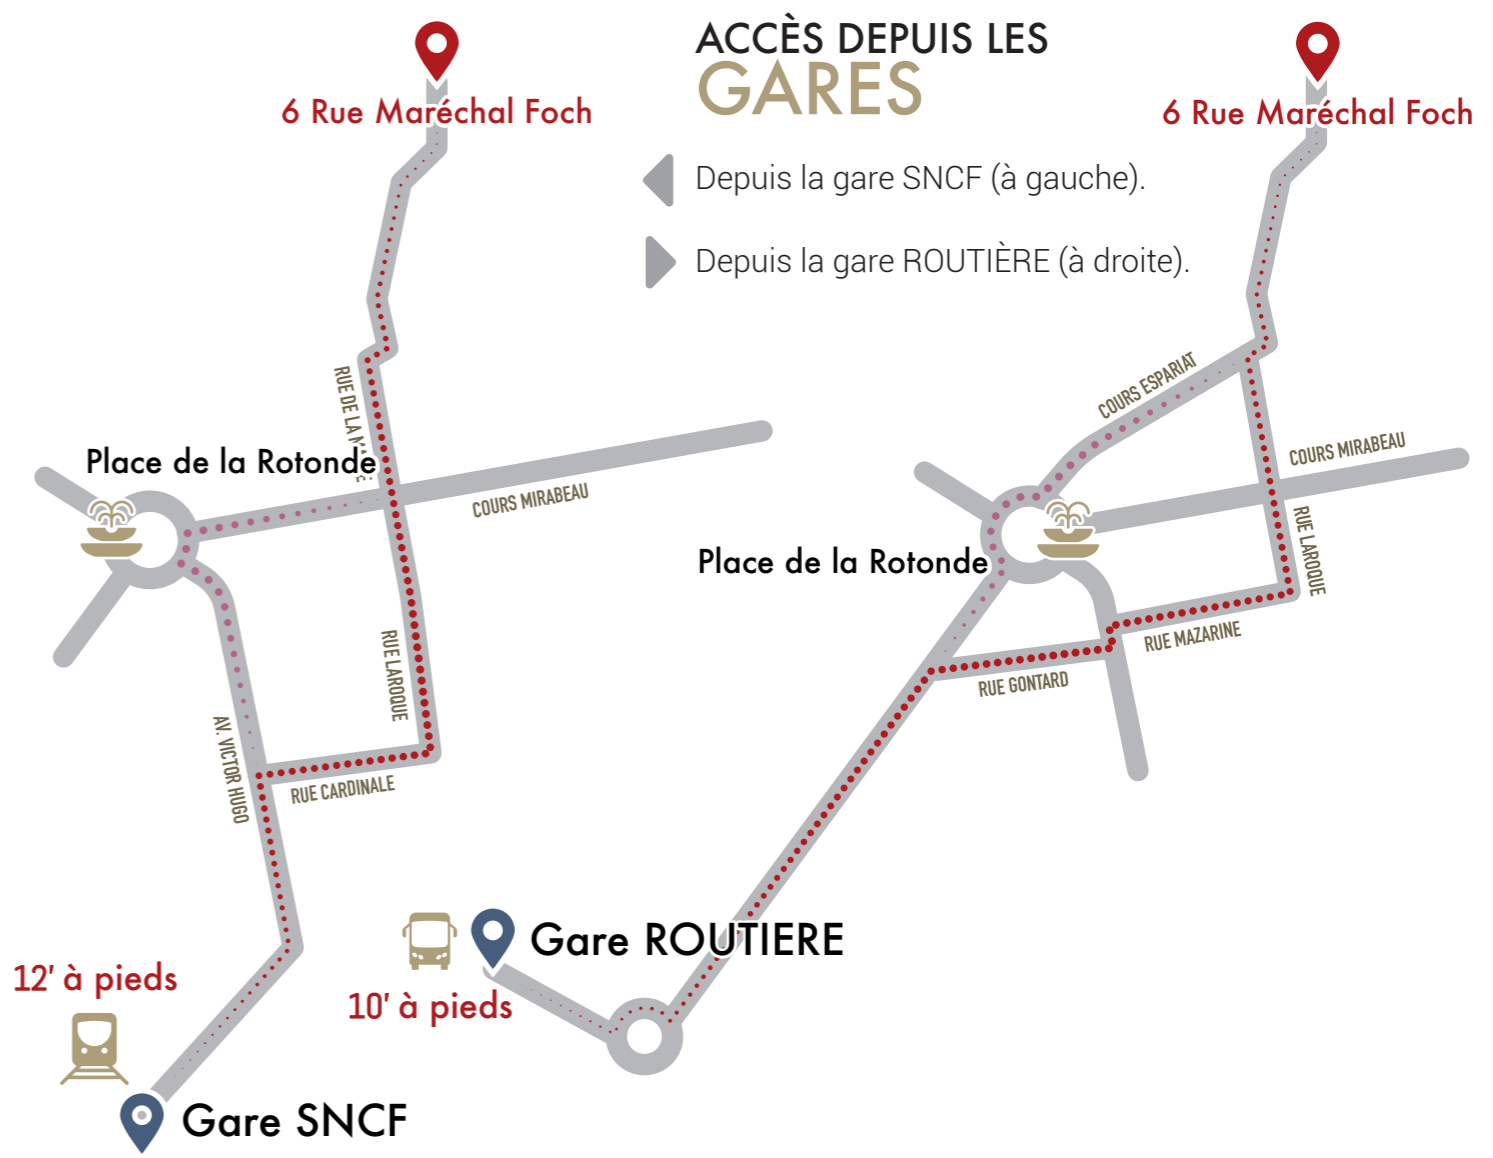 ACCÈS DEPUIS LES
GARES
Depuis la gare SNCF (à gauche).
Depuis la gare ROUTIÈRE (à droite).
6 Rue Maréchal Foch
RUE DE LA
Place de la Rotonde
COURS MIRABEAU
RUE LAROQUE
AV. VICTOR HUGO
RUE CARDINALE
12' à pieds
Gare SNCF
6 Rue Maréchal Foch
COURS ESPARIAT
COURS MIRABEAU
RUE LAROQUE
Place de la Rotonde
RUE MAZARINE
RUE GONTARD
Gare ROUTIERE
10' à pieds